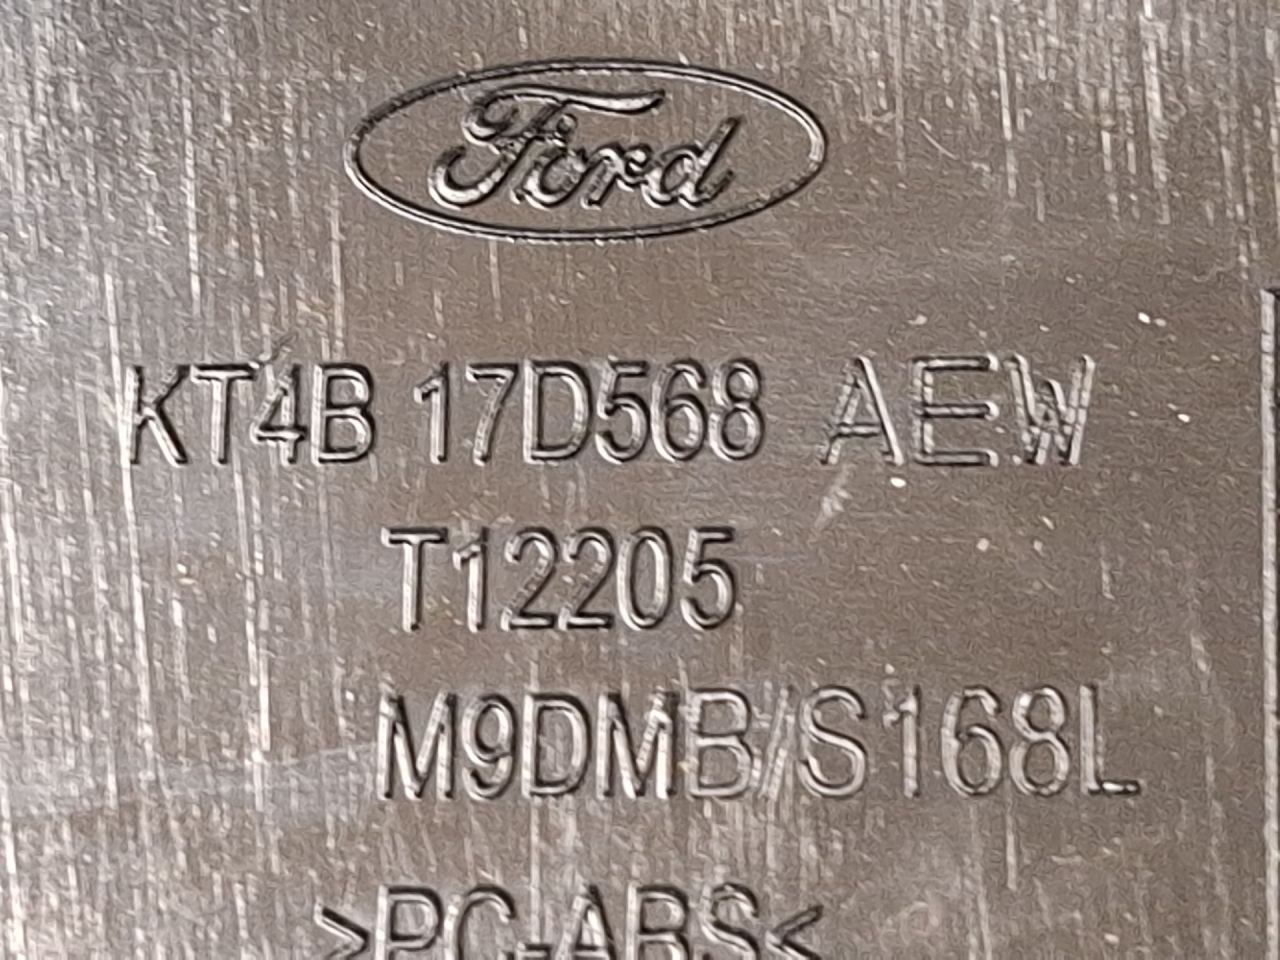 Ford
KT4B 17D568 AEW
T12205
M9DMB/S168L
>PC-ABS<